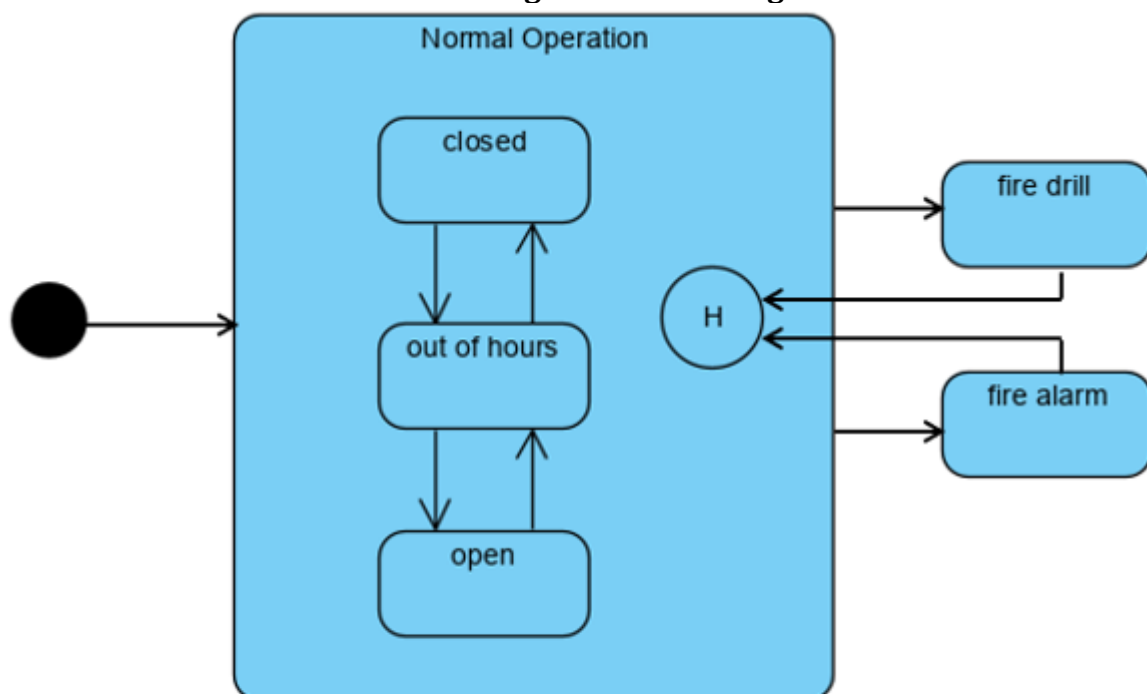 Normal Operation
closed
fire drill
H
out of hours
fire alarm
open